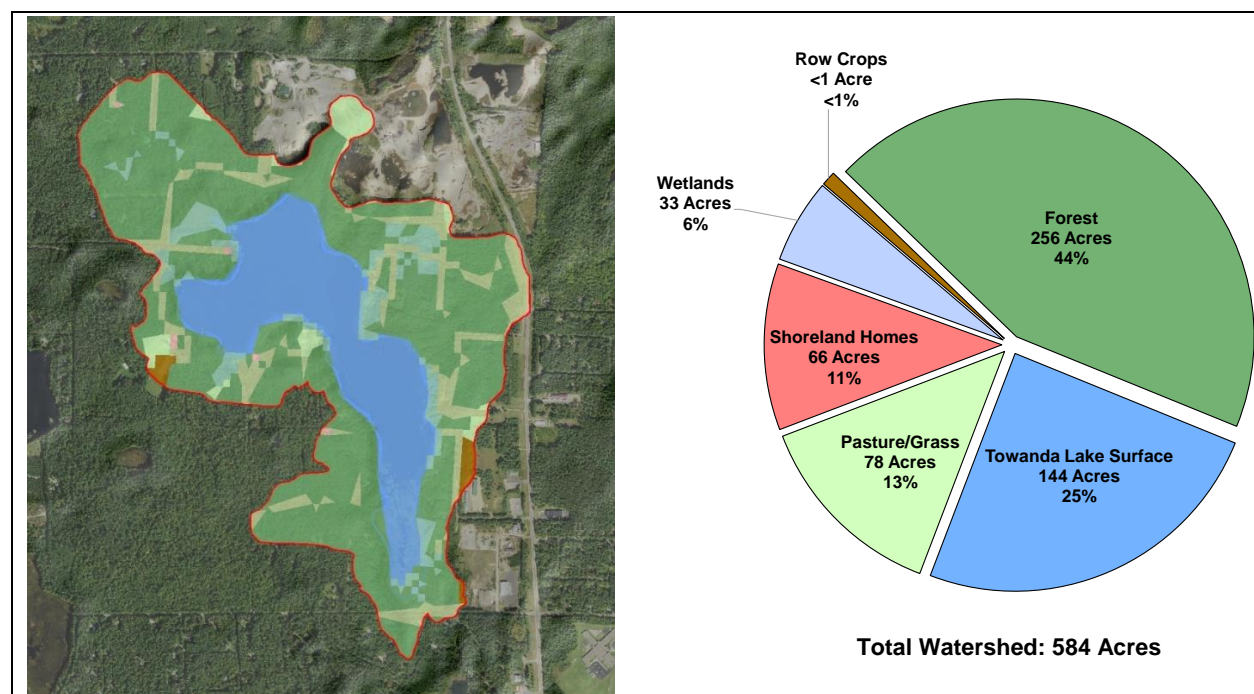 Row Crops
<1 Acre
<1%
Wetlands
33 Acres
6%
Forest
256 Acres
44%
Shoreland Homes
66 Acres
11%
Pasture/Grass
78 Acres
13%
Towanda Lake Surface
144 Acres
25%
Total Watershed: 584 Acres